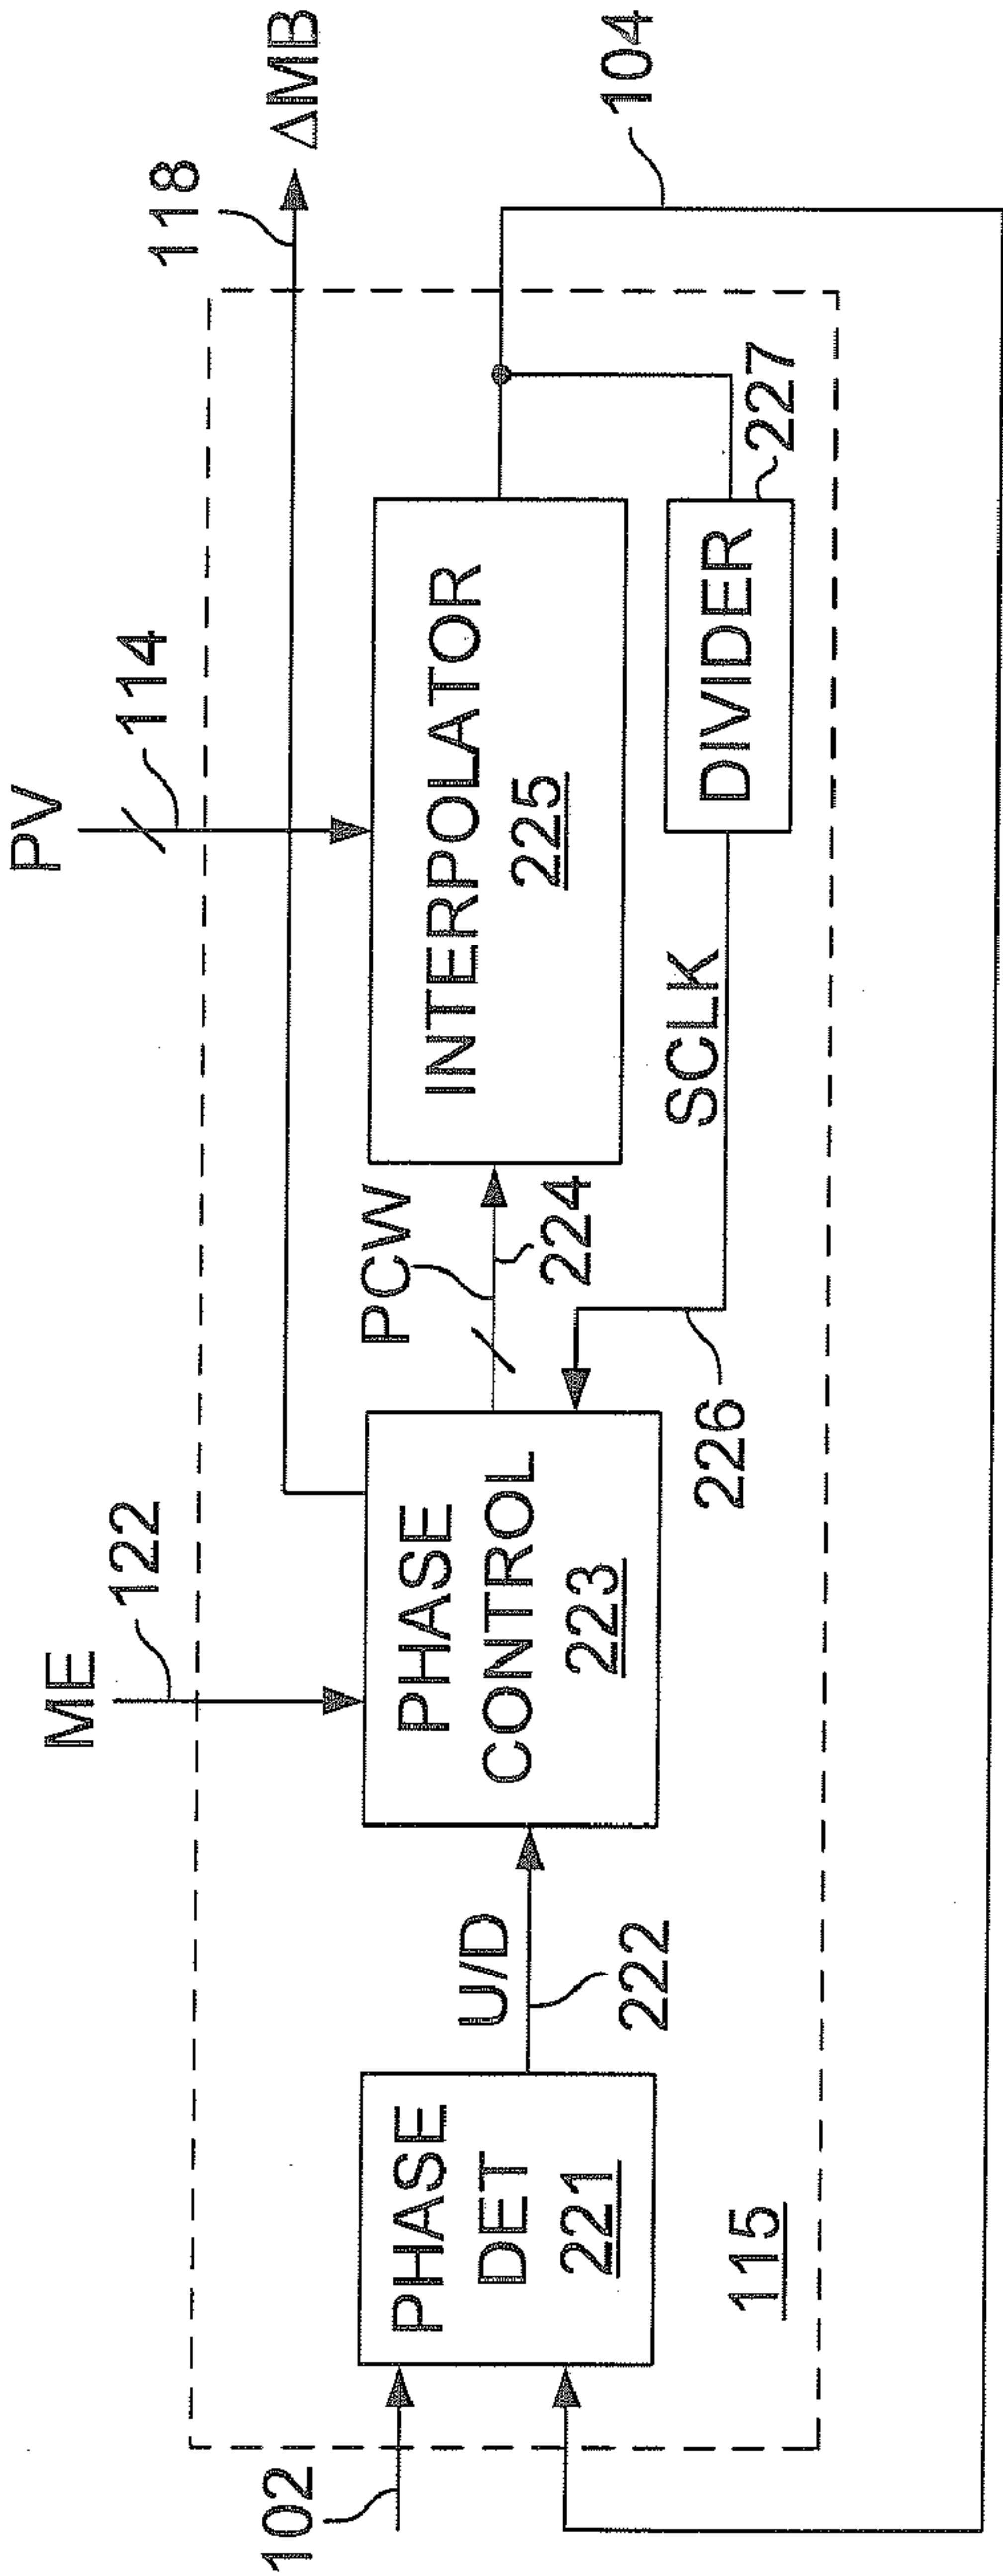 PV
114
ME
122
118
ΔMB
102
PHASE
DET
221
U/D
222
PHASE
CONTROL
223
PCW
224
INTERPOLATOR
225
104
226
SCLK
DIVIDER
227
115